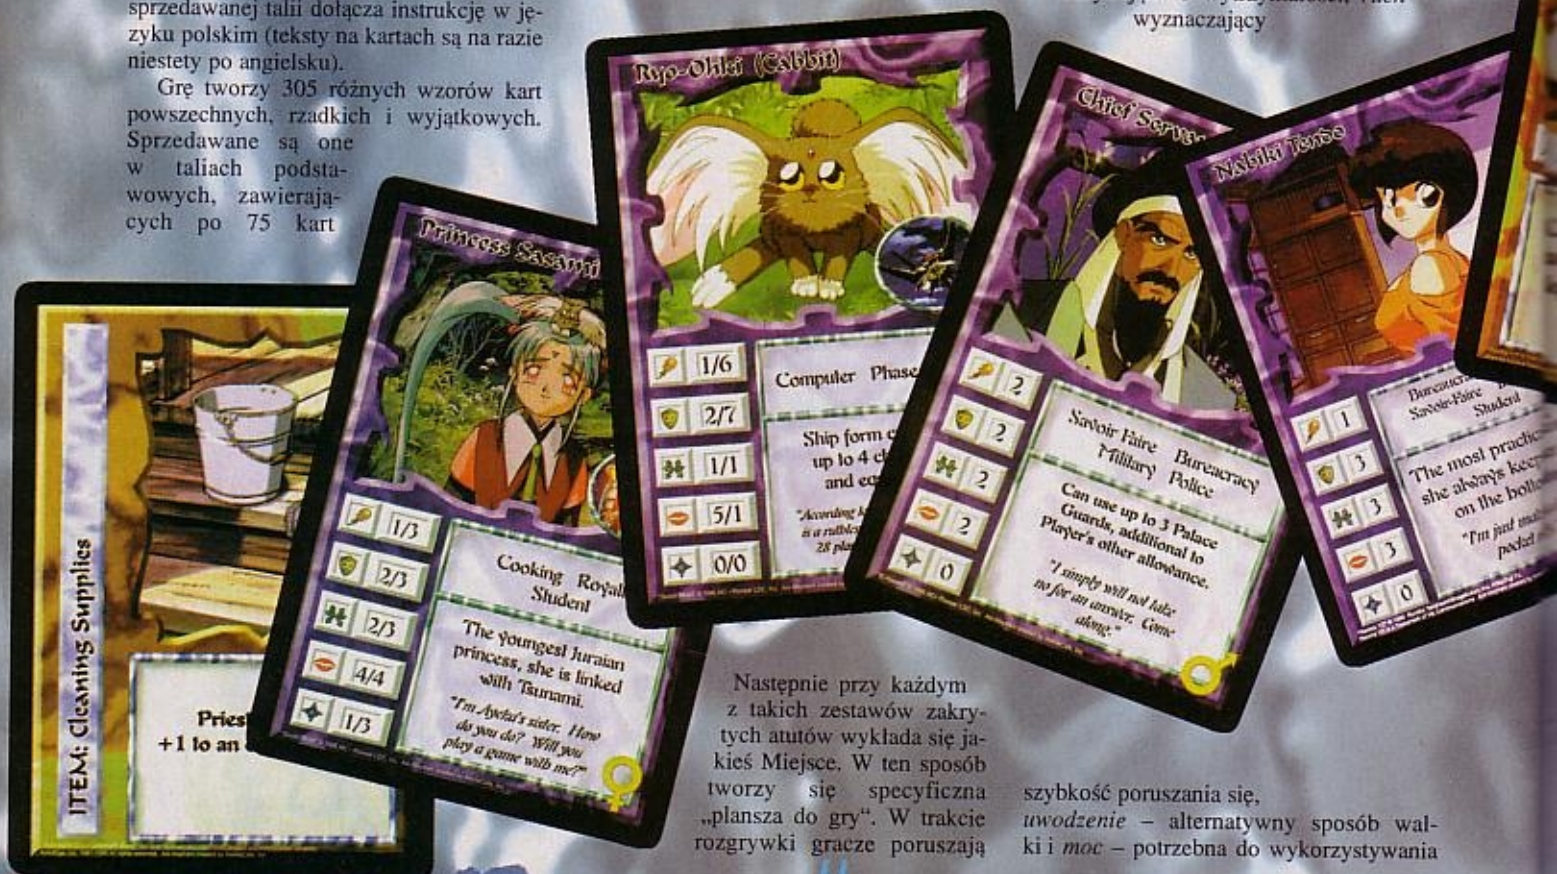 sprzedawanej talii dołącza instrukcję w ję-
zyku polskim (teksty na kartach są na razie
niestety po angielsku).
Grę tworzy 305 różnych wzorów kart
powszechnych, rzadkich i wyjątkowych.
Sprzedawane są one
w taliach podsta-
wowych, zawierają-
cych po 75 kart
wyznaczający
ITEM: Cleaning Supplies
+1 to an
Princess Sasami
1/3
2/3
2/3
4/4
1/3
Cooking
Student
The youngest Juraian
princess, she is linked
with Tsunami.
"I'm Ayeka's sister. How
do you do? Will you
play a game with me?"
Ryo-Ohki (Cabbit)
1/6
2/7
1/1
5/1
0/0
Computer Phase
Ship form
up to 4
and
"According
is a
28
Chief
2
2
2
2
0
Savoir Faire Bureacracy
Military Police
Can use up to 3 Palace
Guards, additional to
Player's other allowance.
"I simply will not take
no for an answer. Come
along."
Nabiki Tendo
1
3
3
3
0
Savoir-Faire
Student
The most
she always
on the
"I'm just
pocket
Następnie przy każdym
z takich zestawów zakry-
tych atutów wykłada się ja-
kieś Miejsce. W ten sposób
tworzy się specyficzna
„plansza do gry“. W trakcie
rozgrywki gracze poruszają
szybkość poruszania się,
uwodzenie – alternatywny sposób wal-
ki i moc – potrzebna do wykorzystywania